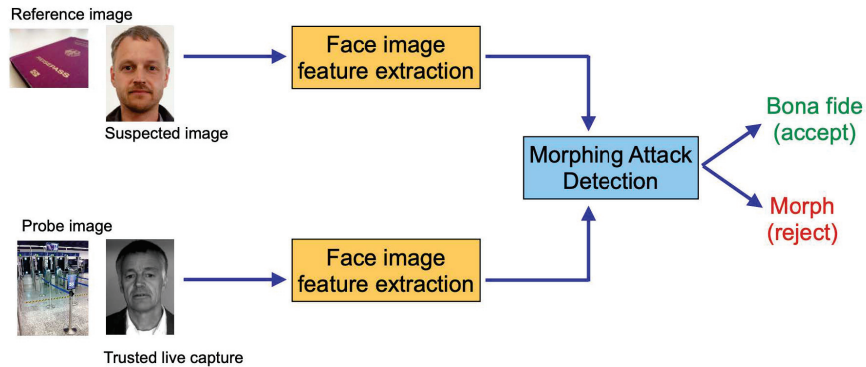 Reference image
REISEPASS
Suspected image
Face image
feature extraction
Morphing Attack
Detection
Bona fide
(accept)
Morph
(reject)
Probe image
Face image
feature extraction
Trusted live capture